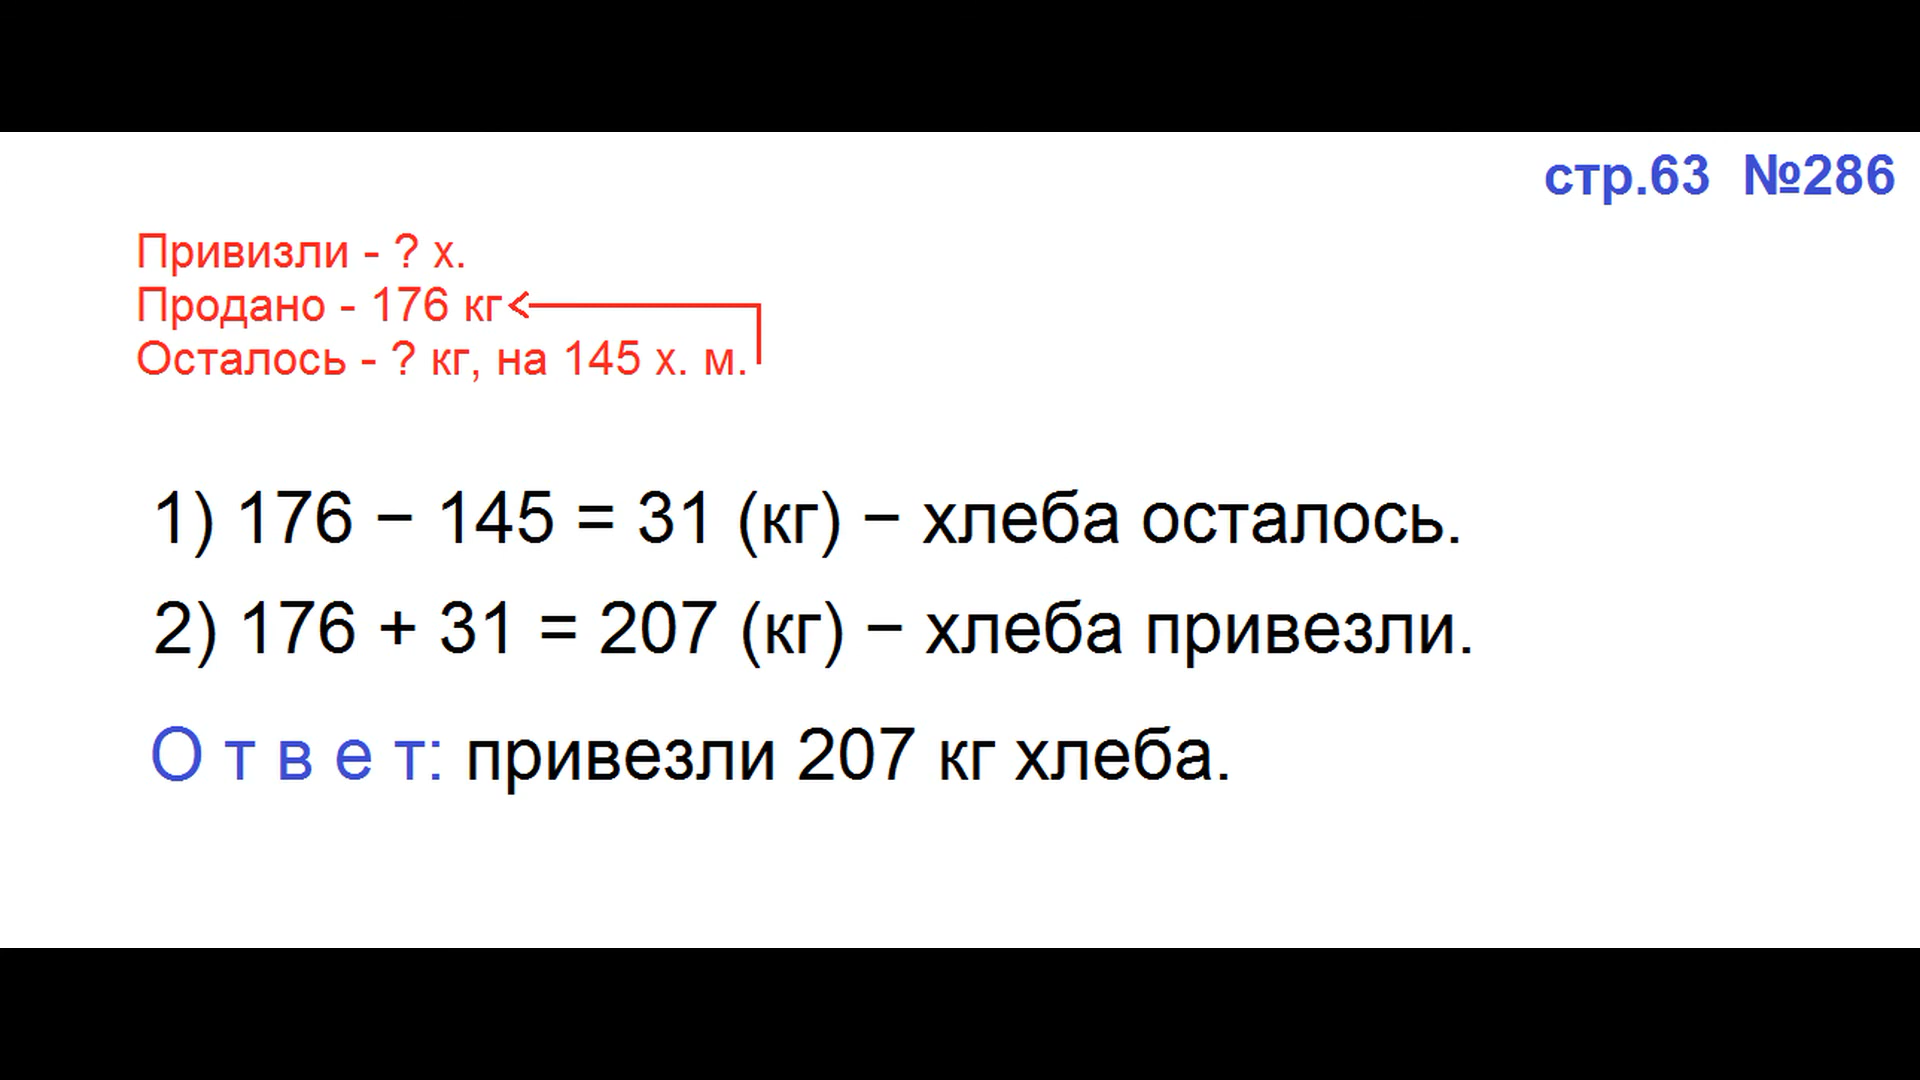 стр.63 №286
Привизли - ? х.
Продано - 176 кг
Осталось - ? кг, на 145 х. м.
1) 176 − 145 = 31 (кг) − хлеба осталось.
2) 176 + 31 = 207 (кг) − хлеба привезли.
О т в е т: привезли 207 кг хлеба.